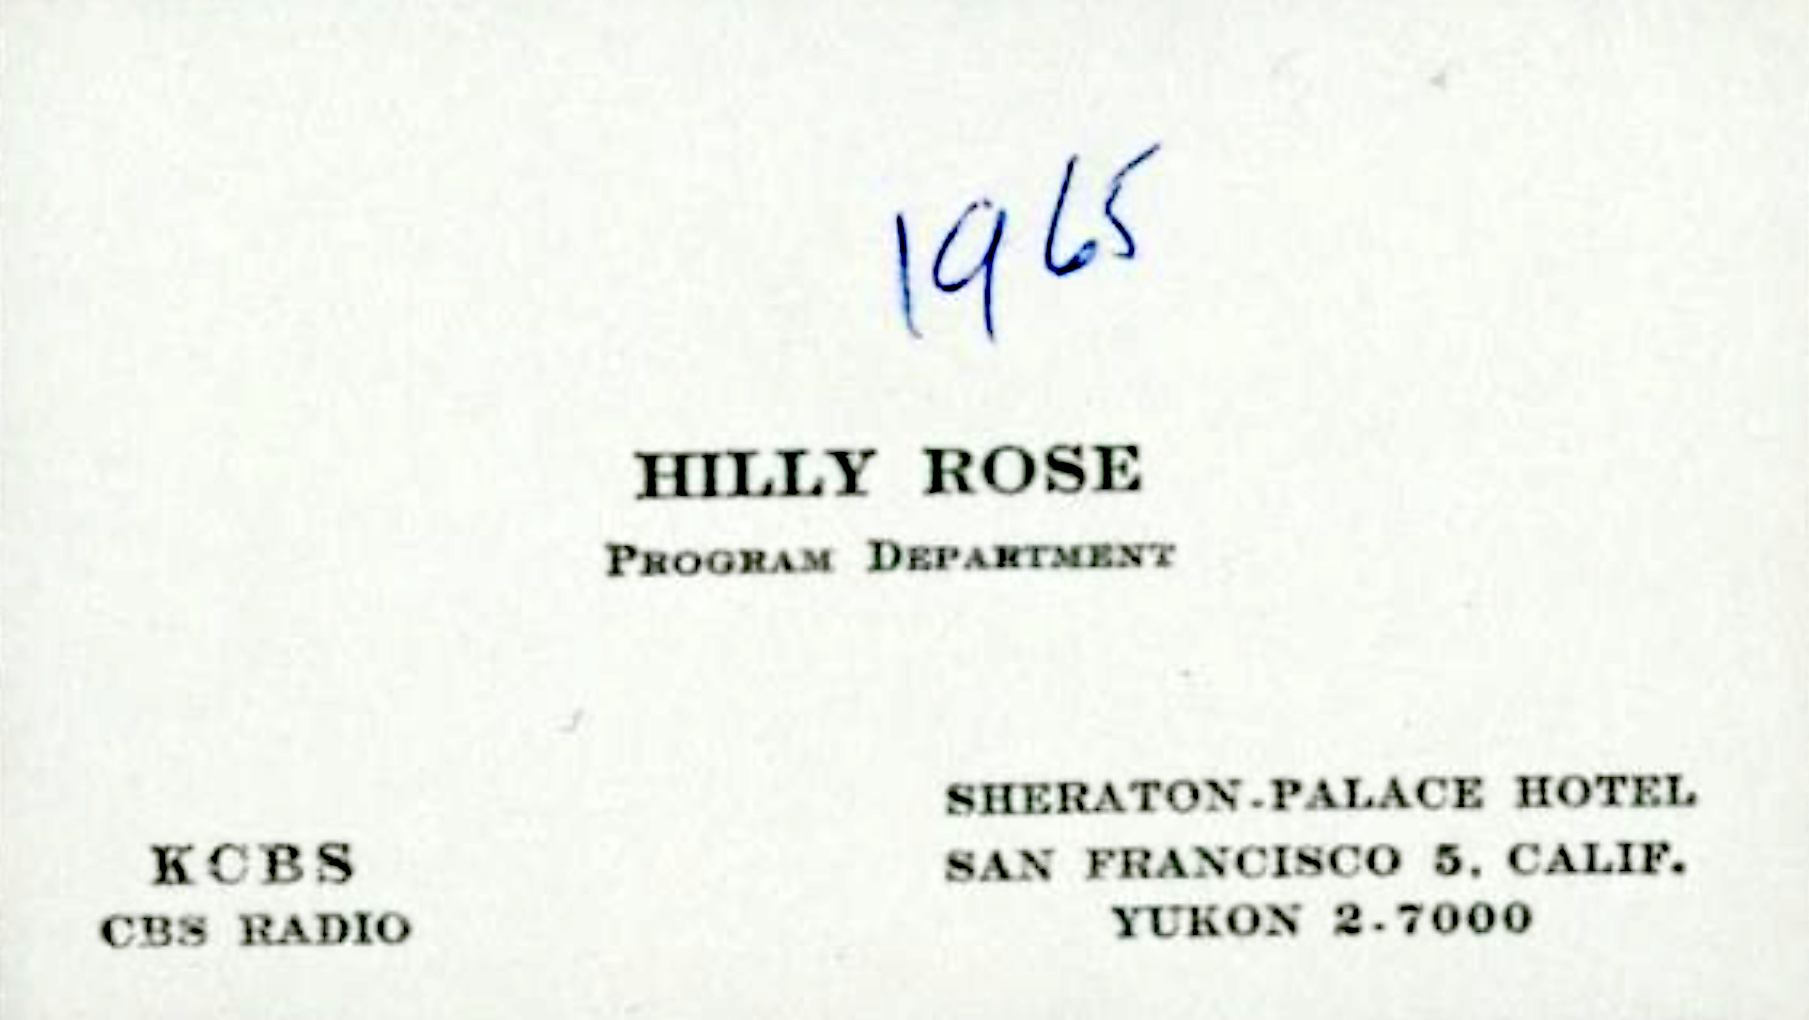 1965
HILLY ROSE
PROGRAM DEPARTMENT
KCBS
CBS RADIO
SHERATON-PALACE HOTEL
SAN FRANCISCO 5, CALIF.
YUKON 2-7000